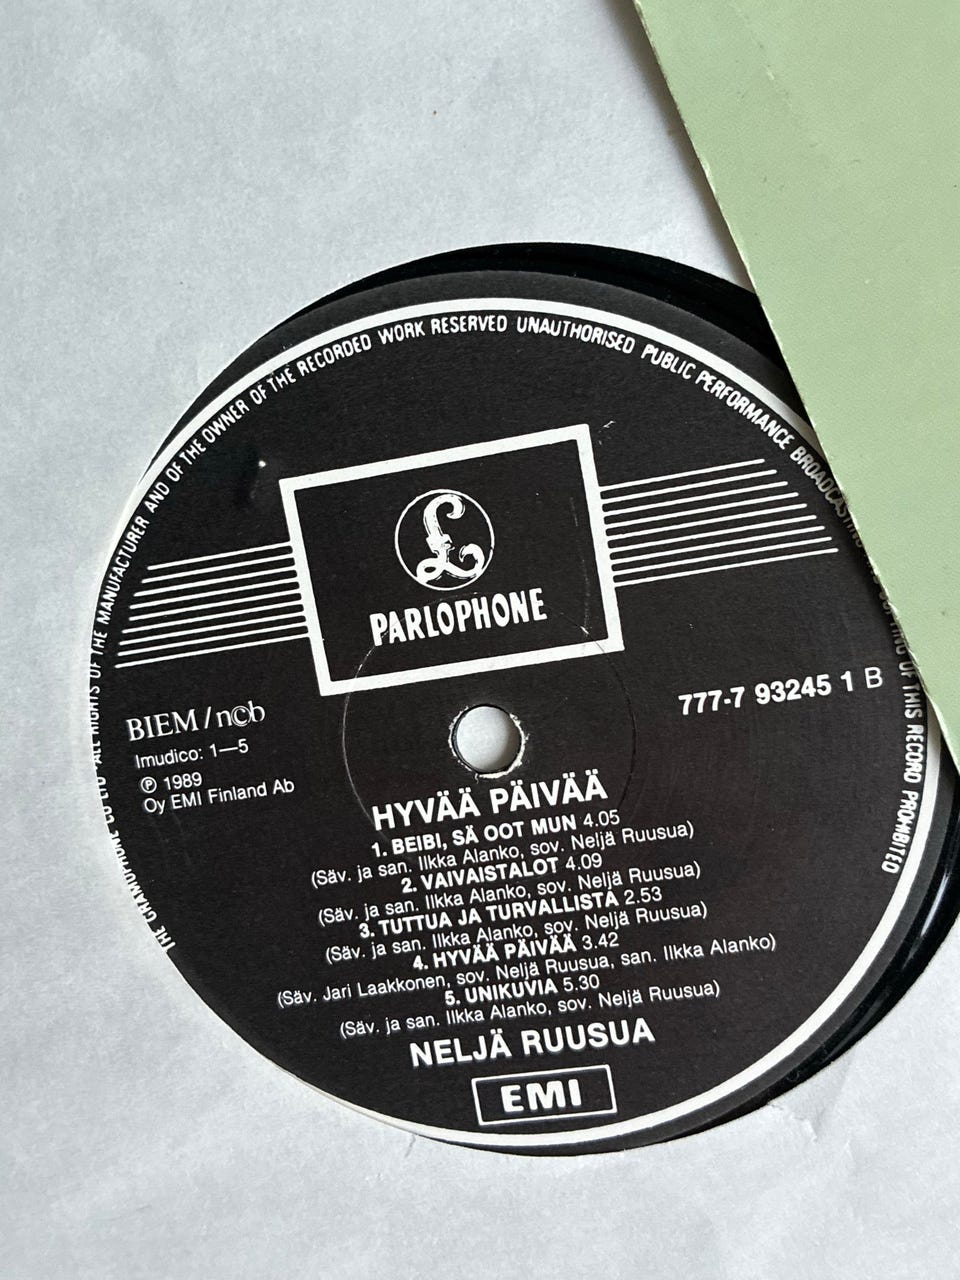 THE GRAMOPHONE CO LTD · ALL RIGHTS OF THE MANUFACTURER AND OF THE OWNER OF THE RECORDED WORK RESERVED UNAUTHORISED PUBLIC PERFORMANCE BROADCASTING OF THIS RECORD PROHIBITED
£
PARLOPHONE
777-7 93245 1 B
BIEM/ncb
Imudico: 1—5
℗ 1989
Oy EMI Finland Ab
HYVÄÄ PÄIVÄÄ
1. BEIBI, SÄ OOT MUN 4.05
(Säv. ja san. Ilkka Alanko, sov. Neljä Ruusua)
2. VAIVAISTALOT 4.09
(Säv. ja san. Ilkka Alanko, sov. Neljä Ruusua)
3. TUTTUA JA TURVALLISTA 2.53
(Säv. ja san. Ilkka Alanko, sov. Neljä Ruusua)
4. HYVÄÄ PÄIVÄÄ 3.42
(Säv. Jari Laakkonen, sov. Neljä Ruusua, san. Ilkka Alanko)
5. UNIKUVIA 5.30
(Säv. ja san. Ilkka Alanko, sov. Neljä Ruusua)
NELJÄ RUUSUA
EMI